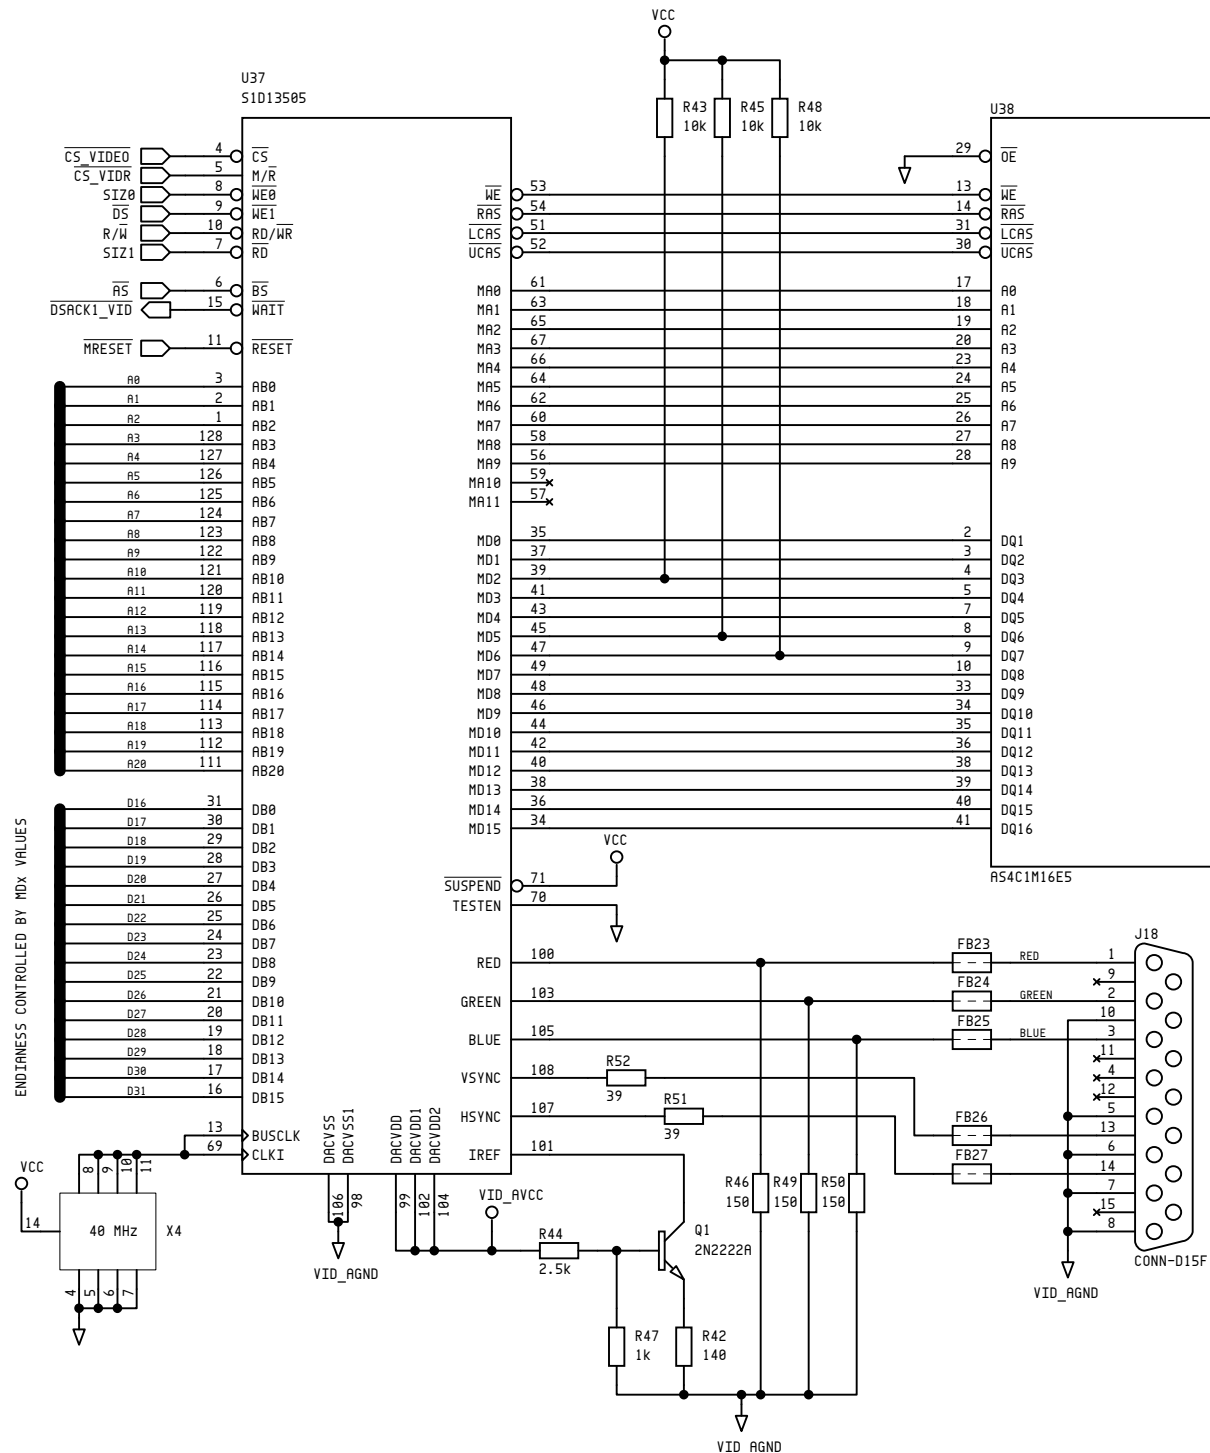 VCC
U37
S1D13505
R43
10k
R45
10k
R48
10k
U38
CS_VIDEO 4 CS
CS_VIDR 5 M/R
SIZ0 8 WE0
DS 9 WE1
R/W 10 RD/WR
SIZ1 7 RD
AS 6 BS
DSACK1_VID 15 WAIT
MRESET 11 RESET
29 OE
WE 53 13 WE
RAS 54 14 RAS
LCAS 51 31 LCAS
UCAS 52 30 UCAS
MA0 61 17 A0
MA1 63 18 A1
MA2 65 19 A2
MA3 67 20 A3
MA4 66 23 A4
MA5 64 24 A5
MA6 62 25 A6
MA7 60 26 A7
MA8 58 27 A8
MA9 56 28 A9
MA10 59
MA11 57
A0 3 AB0
A1 2 AB1
A2 1 AB2
A3 128 AB3
A4 127 AB4
A5 126 AB5
A6 125 AB6
A7 124 AB7
A8 123 AB8
A9 122 AB9
A10 121 AB10
A11 120 AB11
A12 119 AB12
A13 118 AB13
A14 117 AB14
A15 116 AB15
A16 115 AB16
A17 114 AB17
A18 113 AB18
A19 112 AB19
A20 111 AB20
MD0 35 2 DQ1
MD1 37 3 DQ2
MD2 39 4 DQ3
MD3 41 5 DQ4
MD4 43 7 DQ5
MD5 45 8 DQ6
MD6 47 9 DQ7
MD7 49 10 DQ8
MD8 48 33 DQ9
MD9 46 34 DQ10
MD10 44 35 DQ11
MD11 42 36 DQ12
MD12 40 38 DQ13
MD13 38 39 DQ14
MD14 36 40 DQ15
MD15 34 41 DQ16
AS4C1M16E5
ENDIANESS CONTROLLED BY MDx VALUES
D16 31 DB0
D17 30 DB1
D18 29 DB2
D19 28 DB3
D20 27 DB4
D21 26 DB5
D22 25 DB6
D23 24 DB7
D24 23 DB8
D25 22 DB9
D26 21 DB10
D27 20 DB11
D28 19 DB12
D29 18 DB13
D30 17 DB14
D31 16 DB15
13 BUSCLK
69 CLKI
VCC
SUSPEND 71
TESTEN 70
RED 100 FB23 RED
GREEN 103 FB24 GREEN
BLUE 105 FB25 BLUE
VSYNC 108 R52 39 FB26
HSYNC 107 R51 39 FB27
IREF 101
J18
1
9
2
10
3
11
4
12
5
13
6
14
7
15
8
CONN-D15F
VID_AGND
DACVSS 106
DACVSS1 98
VID_AGND
DACVDD 99
DACVDD1 102
DACVDD2 104
VID_AVCC
R44
2.5k
Q1
2N2222A
R46
150
R49
150
R50
150
R47
1k
R42
140
VID_AGND
VCC
14
8 9 10 11
40 MHz X4
4 5 6 7